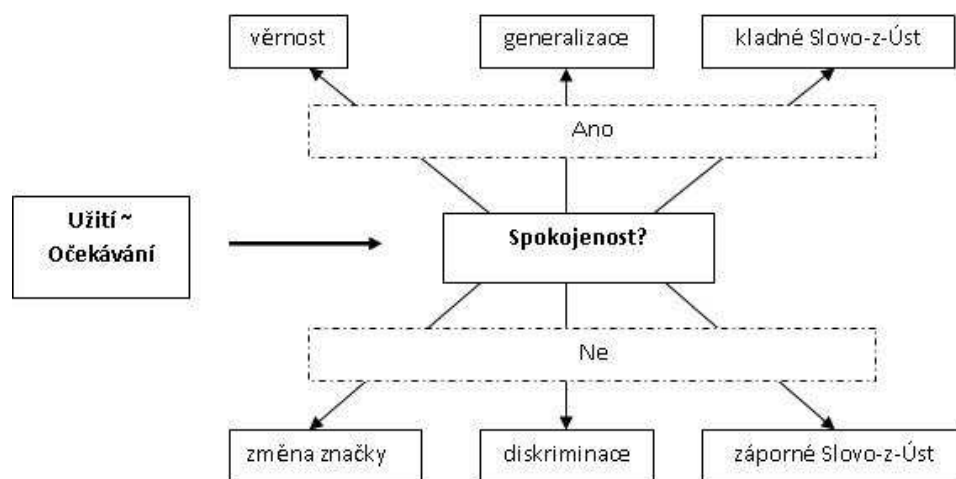 věrnost
generalizace
kladné Slovo-z-Úst
Ano
Užití ~
Očekávání
Spokojenost?
Ne
změna značky
diskriminace
záporné Slovo-z-Úst